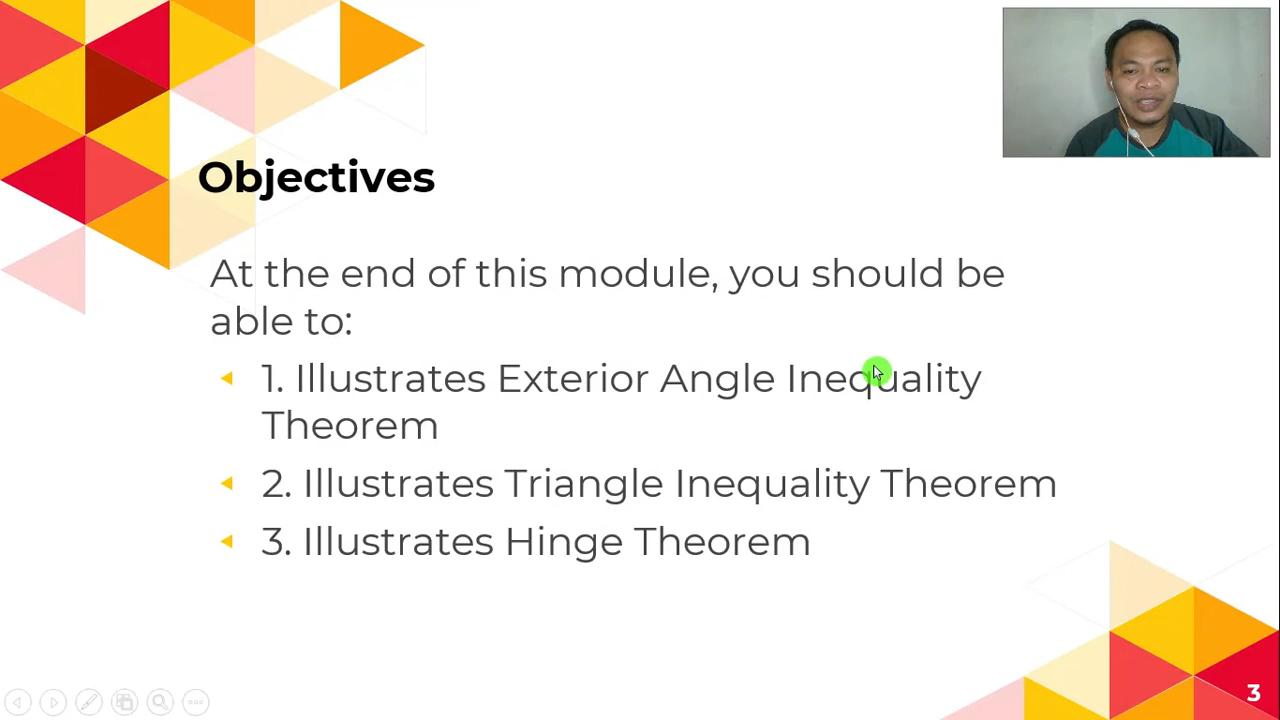 Objectives
At the end of this module, you should be
able to:
1. Illustrates Exterior Angle Inequality
Theorem
2. Illustrates Triangle Inequality Theorem
3. Illustrates Hinge Theorem
3